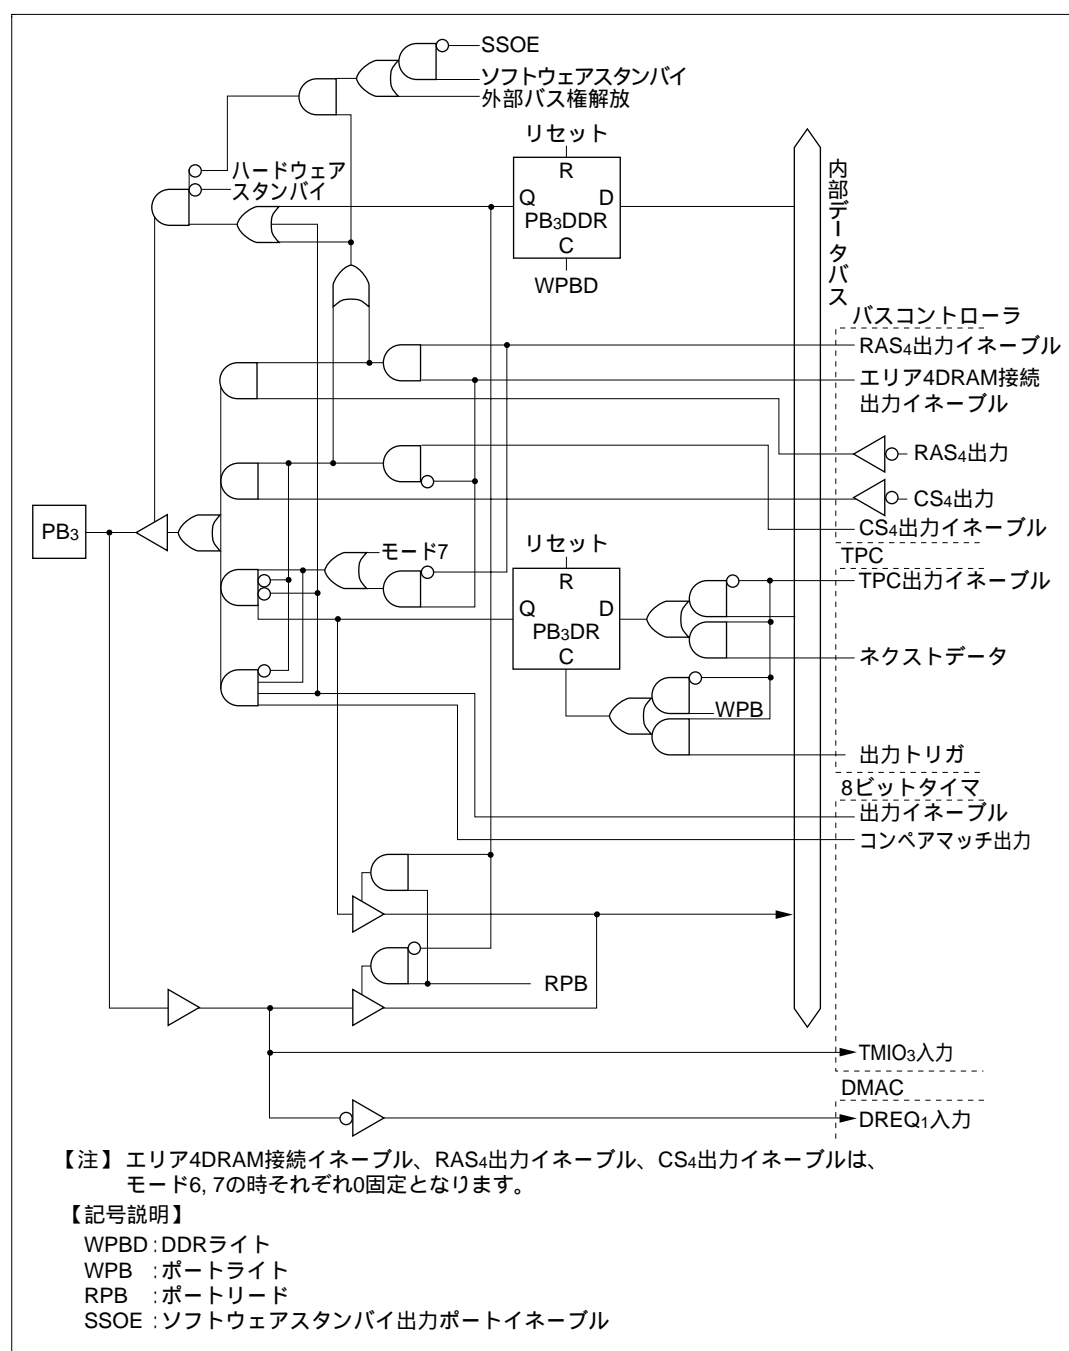 SSOE
ソフトウェアスタンバイ
外部バス権解放
リセット
ハードウェア
スタンバイ
R
Q
D
PB3DDR
C
WPBD
内部データバス
バスコントローラ
RAS4出力イネーブル
エリア4DRAM接続
出力イネーブル
RAS4出力
CS4出力
CS4出力イネーブル
PB3
モード7
リセット
R
Q
D
PB3DR
C
TPC
TPC出力イネーブル
ネクストデータ
WPB
出力トリガ
8ビットタイマ
出力イネーブル
コンペアマッチ出力
RPB
TMIO3入力
DMAC
DREQ1入力
【注】エリア4DRAM接続イネーブル、RAS4出力イネーブル、CS4出力イネーブルは、
モード6, 7の時それぞれ0固定となります。
【記号説明】
WPBD : DDRライト
WPB : ポートライト
RPB : ポートリード
SSOE : ソフトウェアスタンバイ出力ポートイネーブル